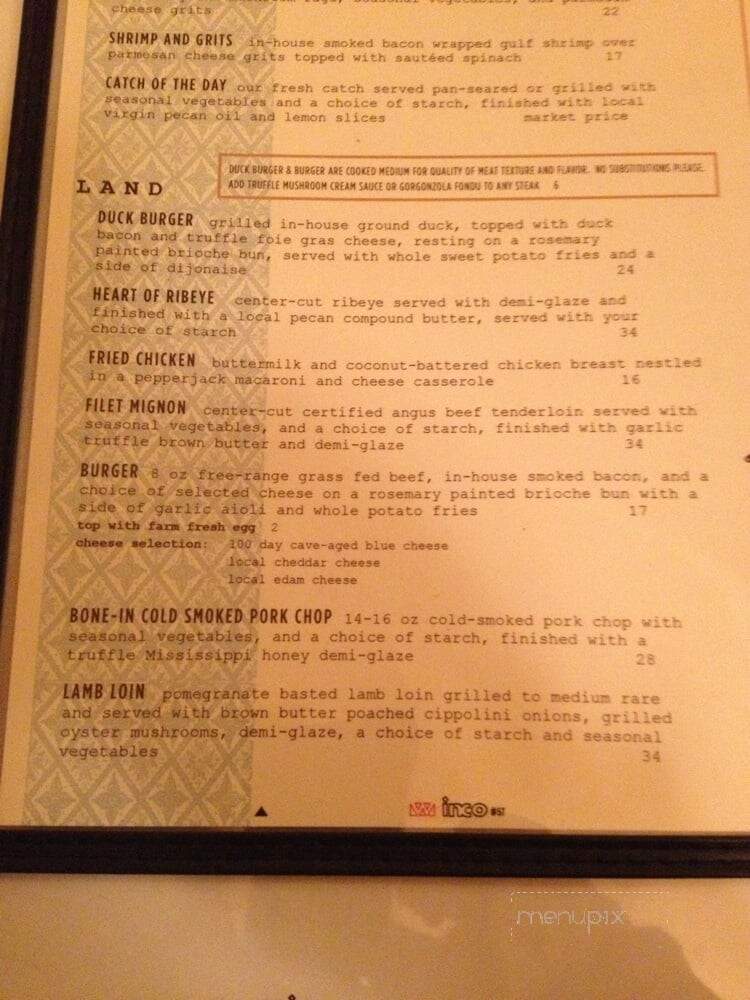 cheese grits 22
SHRIMP AND GRITS in-house smoked bacon wrapped gulf shrimp over
parmesan cheese grits topped with sautéed spinach 17
CATCH OF THE DAY our fresh catch served pan-seared or grilled with
seasonal vegetables and a choice of starch, finished with local
virgin pecan oil and lemon slices market price
DUCK BURGER & BURGER ARE COOKED MEDIUM FOR QUALITY OF MEAT TEXTURE AND FLAVOR. NO SUBSTITUTIONS PLEASE.
ADD TRUFFLE MUSHROOM CREAM SAUCE OR GORGONZOLA FONDU TO ANY STEAK 6
LAND
DUCK BURGER grilled in-house ground duck, topped with duck
bacon and truffle foie gras cheese, resting on a rosemary
painted brioche bun, served with whole sweet potato fries and a
side of dijonaise 24
HEART OF RIBEYE center-cut ribeye served with demi-glaze and
finished with a local pecan compound butter, served with your
choice of starch 34
FRIED CHICKEN buttermilk and coconut-battered chicken breast nestled
in a pepperjack macaroni and cheese casserole 16
FILET MIGNON center-cut certified angus beef tenderloin served with
seasonal vegetables, and a choice of starch, finished with garlic
truffle brown butter and demi-glaze 34
BURGER 8 oz free-range grass fed beef, in-house smoked bacon, and a
choice of selected cheese on a rosemary painted brioche bun with a
side of garlic aioli and whole potato fries 17
top with farm fresh egg 2
cheese selection: 100 day cave-aged blue cheese
local cheddar cheese
local edam cheese
BONE-IN COLD SMOKED PORK CHOP 14-16 oz cold-smoked pork chop with
seasonal vegetables, and a choice of starch, finished with a
truffle Mississippi honey demi-glaze 28
LAMB LOIN pomegranate basted lamb loin grilled to medium rare
and served with brown butter poached cippolini onions, grilled
oyster mushrooms, demi-glaze, a choice of starch and seasonal
vegetables 34
inco
menupix